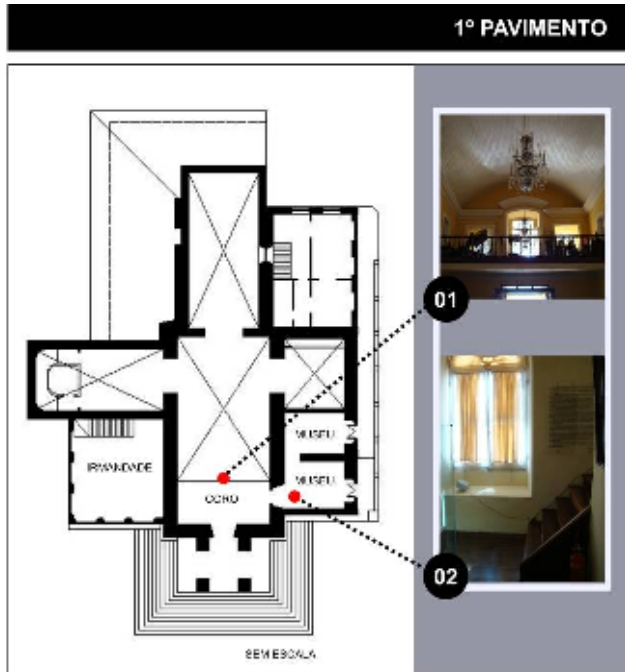 1º PAVIMENTO
01
MUSEU
IRMANDADE
MUSEU
CORO
02
SEM ESCALA